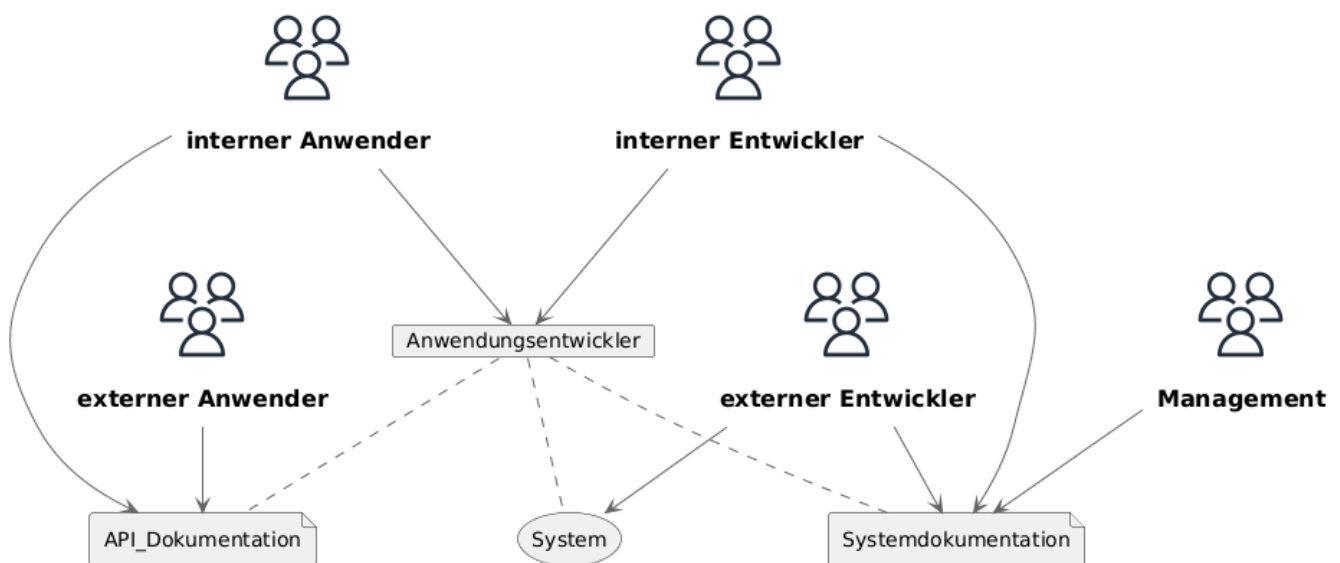 interner Anwender
interner Entwickler
Anwendungsentwickler
externer Anwender
externer Entwickler
Management
API_Dokumentation
System
Systemdokumentation